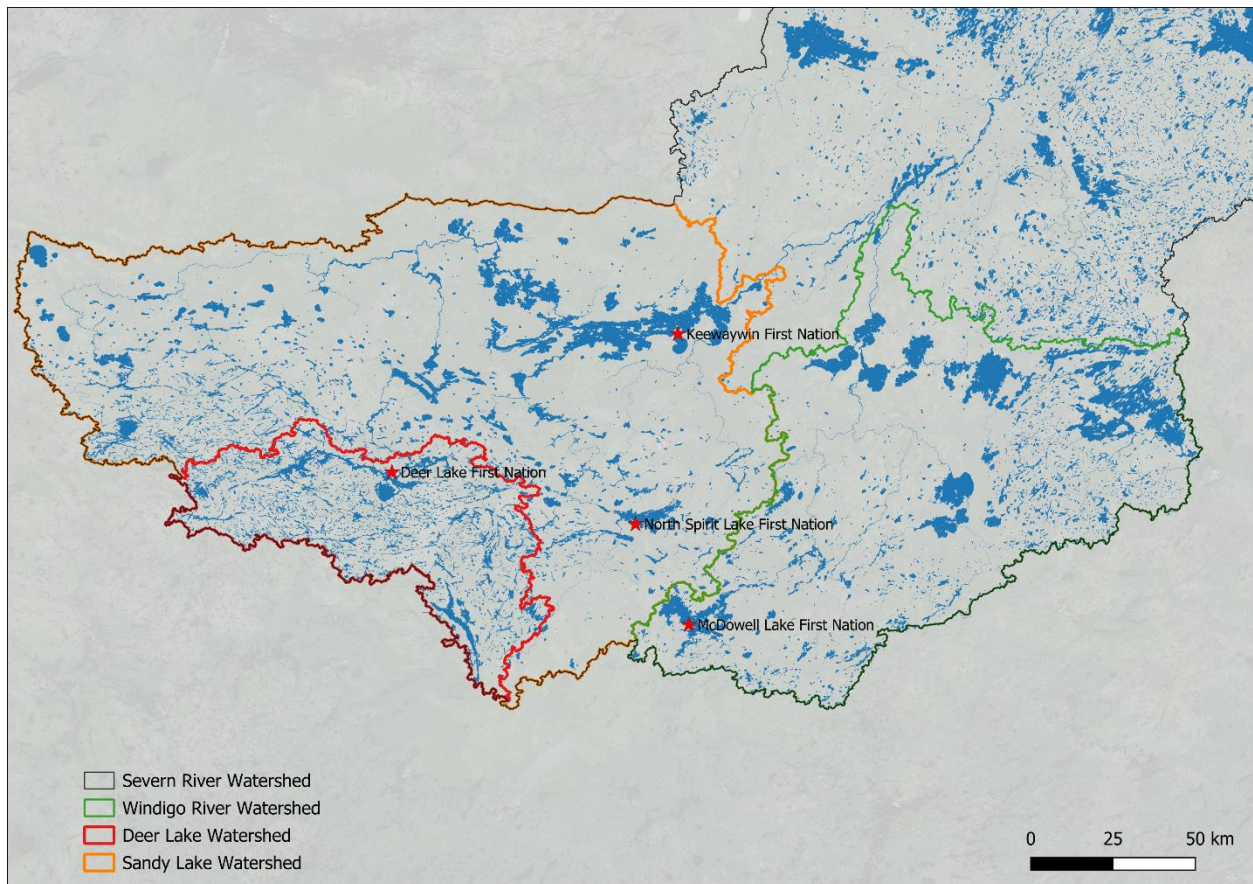 Keewaywin First Nation
Deer Lake First Nation
North Spirit Lake First Nation
McDowell Lake First Nation
Severn River Watershed
Windigo River Watershed
Deer Lake Watershed
Sandy Lake Watershed
0 25 50 km